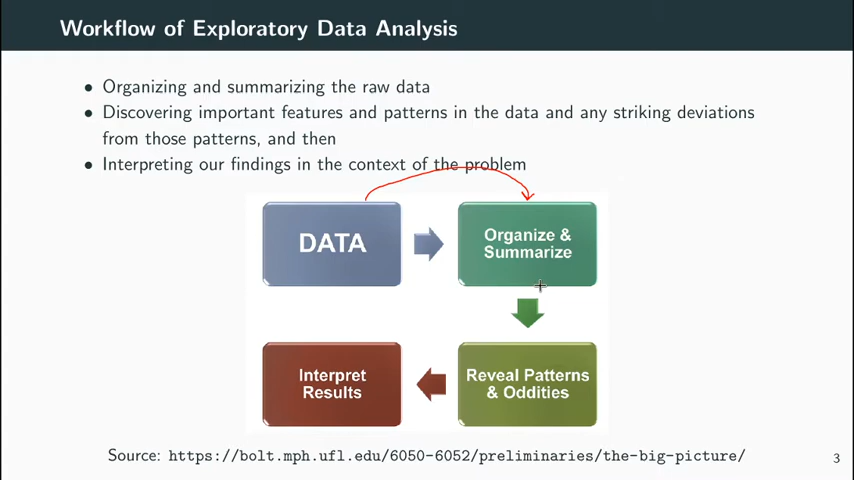 Workflow of Exploratory Data Analysis
• Organizing and summarizing the raw data
• Discovering important features and patterns in the data and any striking deviations
from those patterns, and then
• Interpreting our findings in the context of the problem
DATA
Organize &
Summarize
Reveal Patterns
& Oddities
Interpret
Results
Source: https://bolt.mph.ufl.edu/6050-6052/preliminaries/the-big-picture/
3